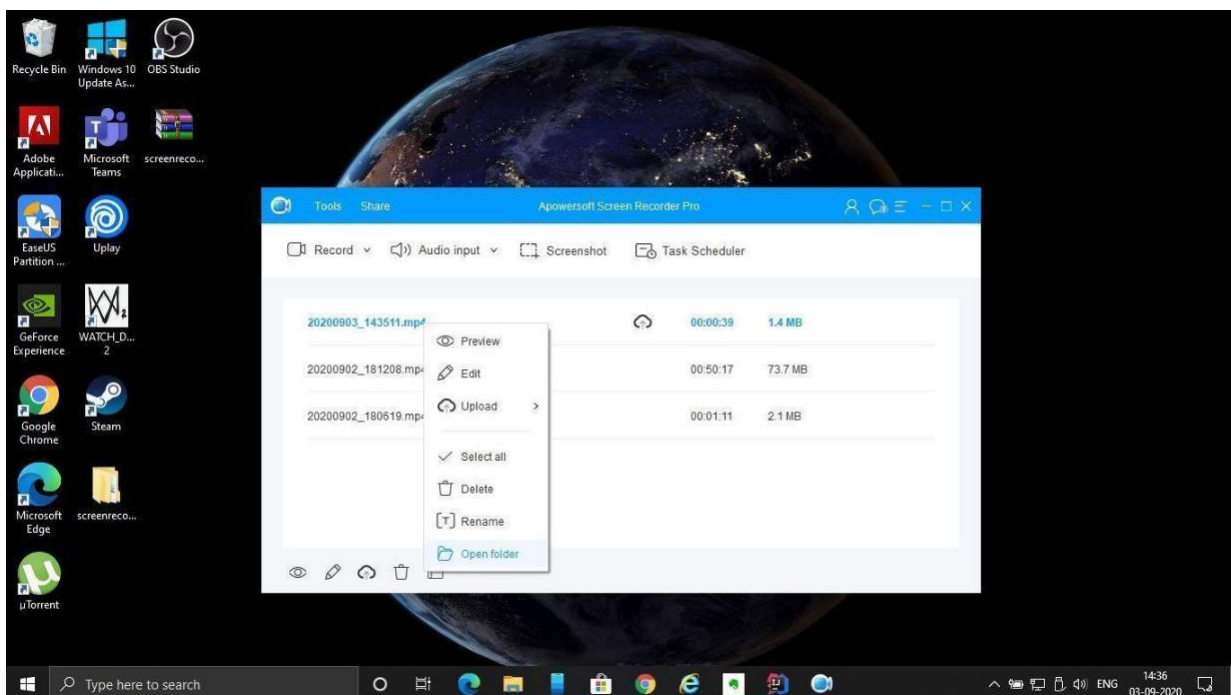 Recycle Bin
Windows 10
Update As...
OBS Studio
Adobe
Applicati...
Microsoft
Teams
screenreco...
EaseUS
Partition ...
Uplay
GeForce
Experience
WATCH_D...
2
Google
Chrome
Steam
Microsoft
Edge
screenreco...
µTorrent
Tools Share Apowersoft Screen Recorder Pro
Record Audio input Screenshot Task Scheduler
20200903_143511.mp4 00:00:39 1.4 MB
Preview
20200902_181208.mp4 00:50:17 73.7 MB
Edit
Upload
20200902_180619.mp4 00:01:11 2.1 MB
Select all
Delete
[T] Rename
Open folder
Type here to search
ENG
14:36
03-09-2020